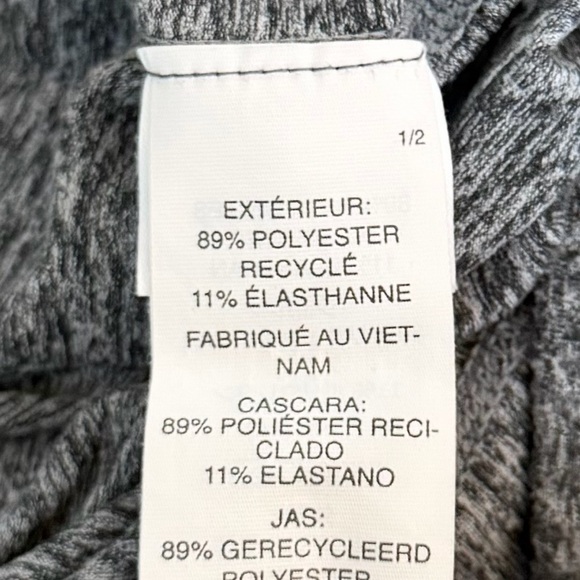 1/2
EXTÉRIEUR:
89% POLYESTER
RECYCLÉ
11% ÉLASTHANNE
FABRIQUÉ AU VIET-
NAM
CASCARA:
89% POLIÉSTER RECI-
CLADO
11% ELASTANO
JAS:
89% GERECYCLEERD
POLYESTER